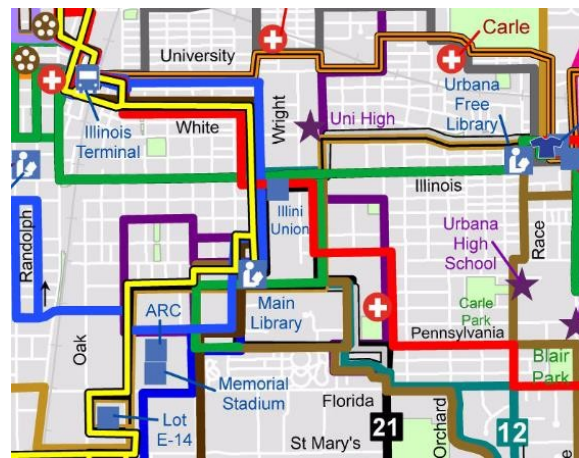 University
Carle
Urbana
Free
Library
Illinois
Terminal
White
Wright
Uni High
Illinois
Illini
Union
Race
Urbana
High
School
Randolph
Carle
Park
ARC
Main
Library
Pennsylvania
Oak
Blair
Park
Memorial
Stadium
Florida
Orchard
Lot
E-14
St Mary's
21
12